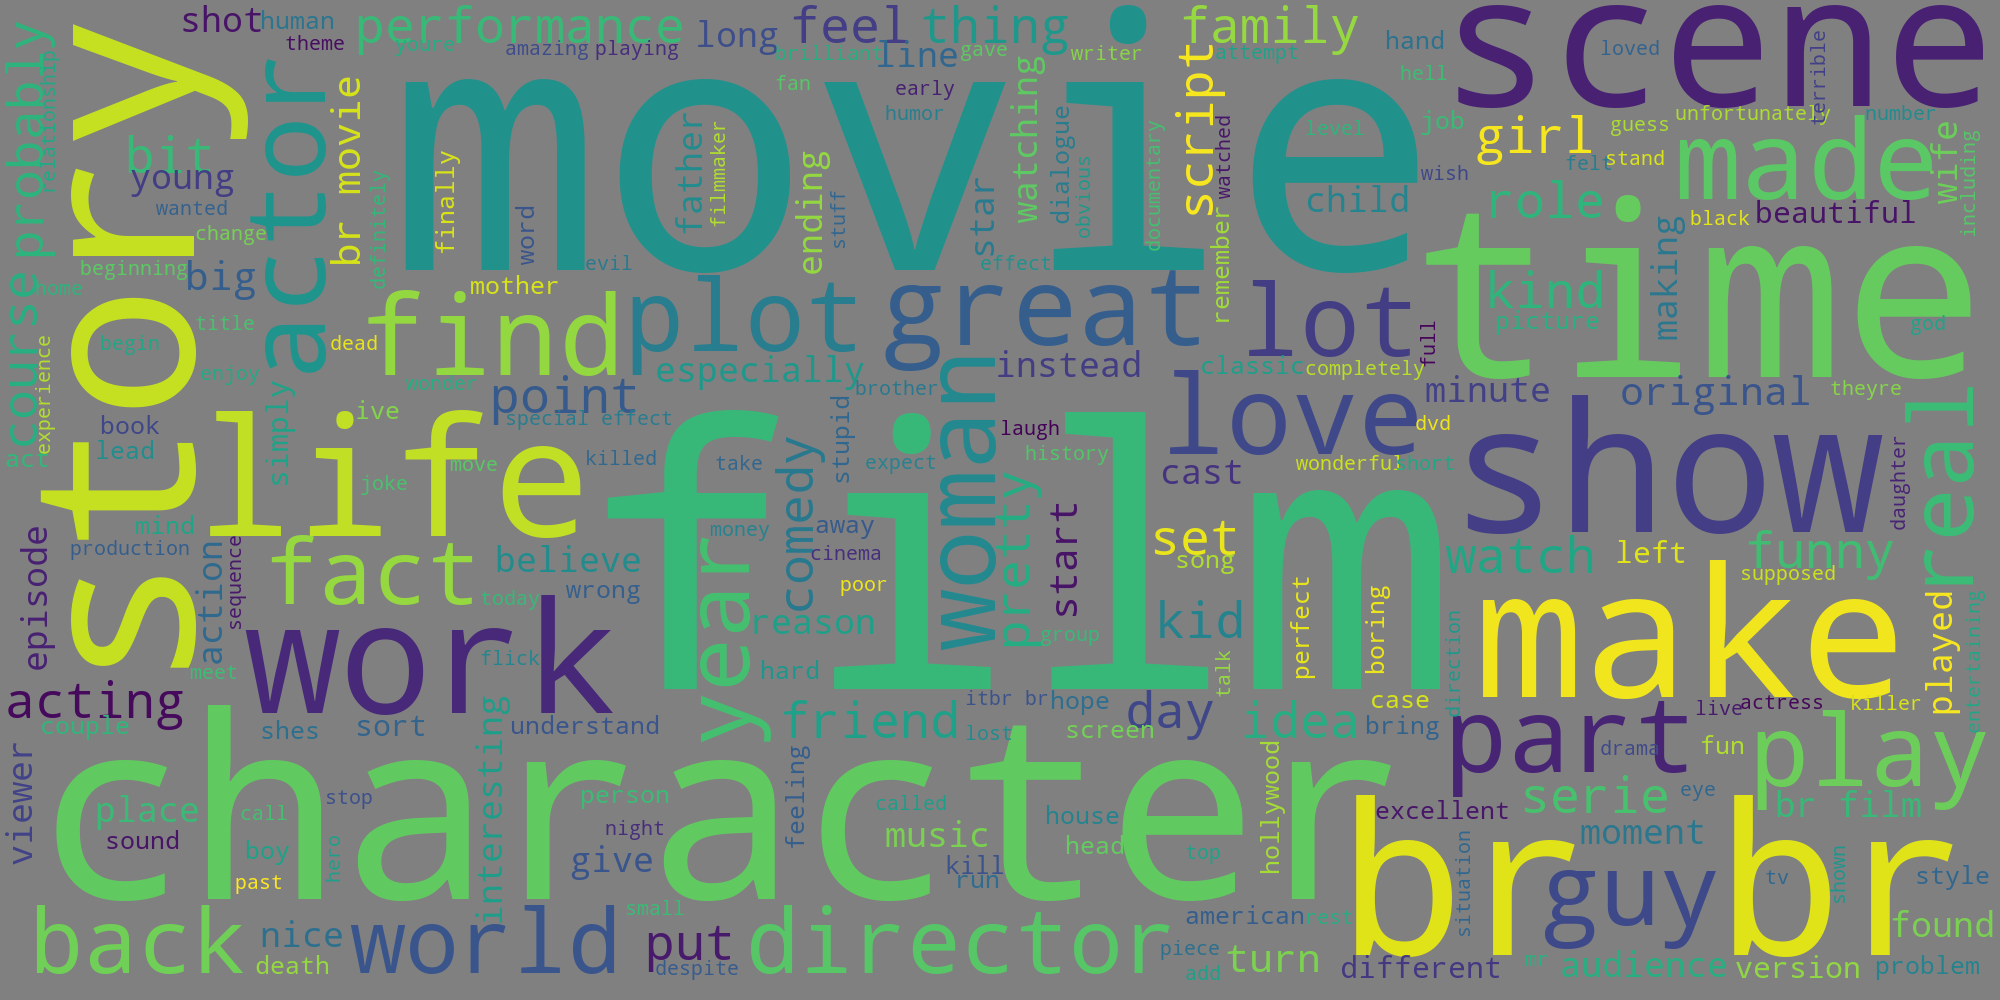 shot
human
performance
feel
thing
family
scene
theme
youre
amazing
playing
long
brilliant
line
gave
writer
attempt
hand
loved
probably
relationship
story
actor
br movie
movie
fan
early
humor
watching
script
hell
terrible
unfortunately
number
bit
young
wanted
change
beginning
home
big
definitely
finally
word
father
filmmaker
ending
stuff
star
dialogue
obvious
documentary
watched
level
job
girl
guess
stand
felt
wish
child
made
wife
including
role
black
beautiful
time
evil
effect
remember
mother
find
plot
great
lot
kind
picture
making
god
course
title
begin
dead
enjoy
experience
wonder
especially
instead
classic
completely
full
minute
original
theyre
brother
book
lead
act
simply
ive
point
special effect
stupid
woman
laugh
love
dvd
show
real
life
move
joke
killed
take
expect
history
cast
wonderful
short
daughter
film
comedy
pretty
start
mind
production
episode
action
sequence
fact
believe
wrong
today
year
money
away
cinema
poor
reason
set
song
watch
left
funny
supposed
work
flick
hard
group
kid
perfect
boring
direction
make
played
entertaining
meet
acting
couple
shes
sort
understand
interesting
friend
itbr br
hope
lost
screen
day
talk
idea
case
bring
part
live
actress
killer
drama
fun
play
viewer
character
place
sound
call
stop
boy
past
hero
person
night
give
feeling
called
music
kill
run
house
head
top
hollywood
excellent
serie
eye
br film
br br
moment
guy
situation
tv
shown
style
found
back
nice
death
world
small
put
despite
director
american
rest
piece
add
turn
different
mr
audience
version
problem